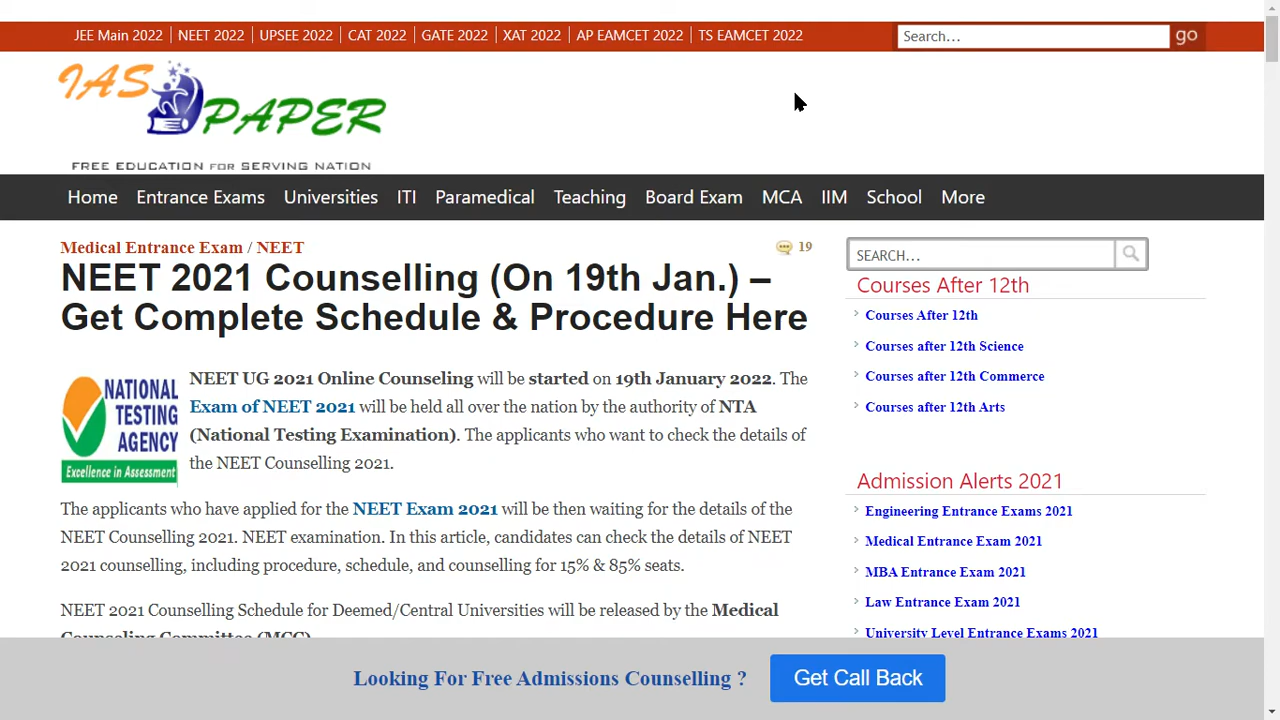 JEE Main 2022 NEET 2022 UPSEE 2022 CAT 2022 GATE 2022 XAT 2022 AP EAMCET 2022 TS EAMCET 2022
Search... go
IAS PAPER
FREE EDUCATION FOR SERVING NATION
Home Entrance Exams Universities ITI Paramedical Teaching Board Exam MCA IIM School More
Medical Entrance Exam / NEET
19
NEET 2021 Counselling (On 19th Jan.) –
Get Complete Schedule & Procedure Here
NATIONAL
TESTING
AGENCY
Excellence in Assessment
NEET UG 2021 Online Counseling will be started on 19th January 2022. The
Exam of NEET 2021 will be held all over the nation by the authority of NTA
(National Testing Examination). The applicants who want to check the details of
the NEET Counselling 2021.
The applicants who have applied for the NEET Exam 2021 will be then waiting for the details of the
NEET Counselling 2021. NEET examination. In this article, candidates can check the details of NEET
2021 counselling, including procedure, schedule, and counselling for 15% & 85% seats.
NEET 2021 Counselling Schedule for Deemed/Central Universities will be released by the Medical
Counseling Committee (MCC)
SEARCH...
Courses After 12th
Courses After 12th
Courses after 12th Science
Courses after 12th Commerce
Courses after 12th Arts
Admission Alerts 2021
Engineering Entrance Exams 2021
Medical Entrance Exam 2021
MBA Entrance Exam 2021
Law Entrance Exam 2021
University Level Entrance Exams 2021
Looking For Free Admissions Counselling ? Get Call Back